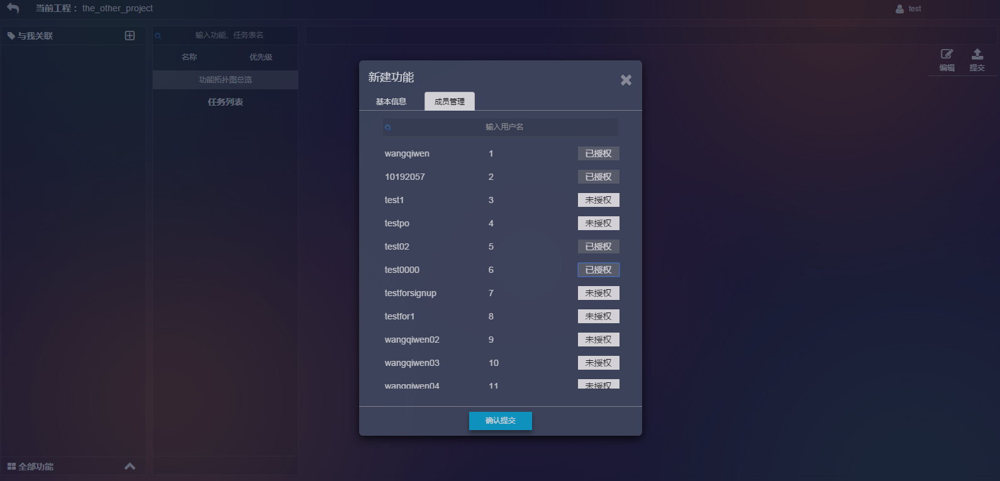 当前工程： the_other_project
test
与我关联
输入功能、任务表名
名称 优先级
功能拓扑图总览
任务列表
编辑 提交
新建功能
基本信息 成员管理
输入用户名
wangqiwen 1 已授权
10192057 2 已授权
test1 3 未授权
testpo 4 未授权
test02 5 已授权
test0000 6 已授权
testforsignup 7 未授权
testfor1 8 未授权
wangqiwen02 9 未授权
wangqiwen03 10 未授权
wangqiwen04 11 未授权
确认提交
全部功能